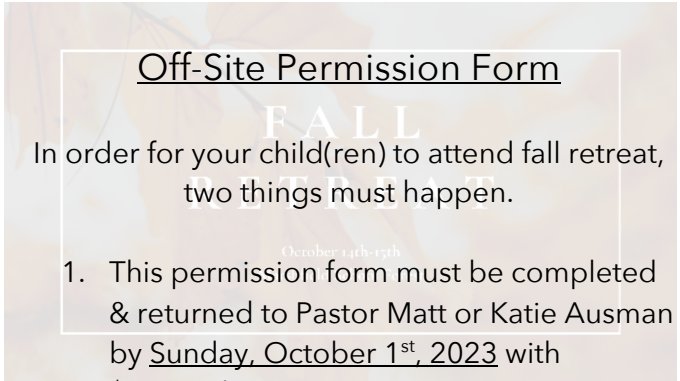 Off-Site Permission Form
FALL
In order for your child(ren) to attend fall retreat,
two things must happen.
RETREAT
October 14th-15th
1. This permission form must be completed
& returned to Pastor Matt or Katie Ausman
by Sunday, October 1st, 2023 with